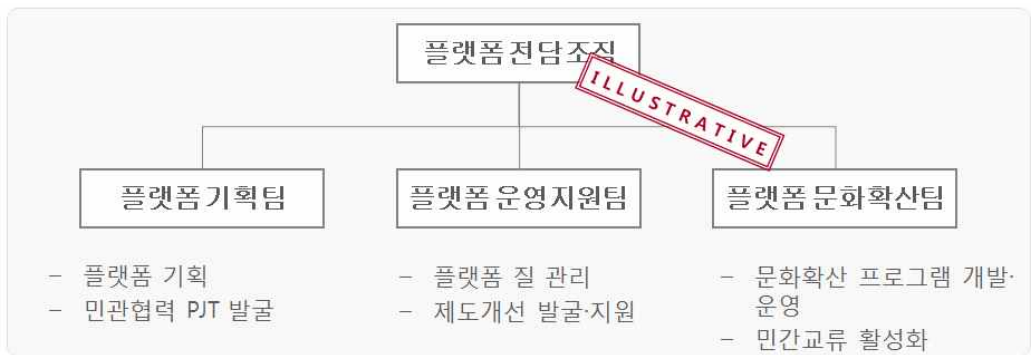 플랫폼전담조직
ILLUSTRATIVE
플랫폼기획팀
플랫폼 운영지원팀
플랫폼 문화확산팀
– 플랫폼 기획
– 민관협력 PJT 발굴
– 플랫폼 질 관리
– 제도개선 발굴·지원
– 문화확산 프로그램 개발·
운영
– 민간교류 활성화